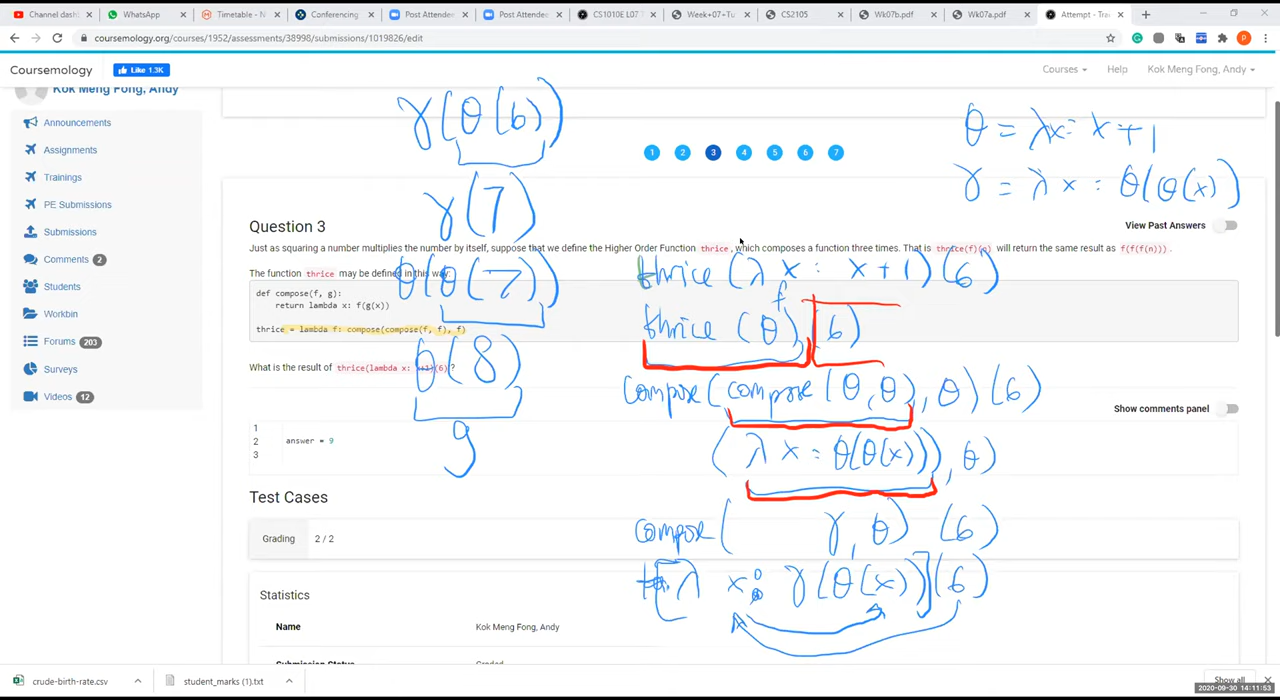 Channel dashboard
WhatsApp
Timetable - N
Conferencing
Post Attendee
Post Attendee
CS1010E L07 T
Week+07+Tu
CS2105
Wk07b.pdf
Wk07a.pdf
Attempt - Tra
coursemology.org/courses/1952/assessments/38998/submissions/1019826/edit
Coursemology
Like 1.3K
Courses
Help
Kok Meng Fong, Andy
Kok Meng Fong, Andy
Announcements
Assignments
Trainings
PE Submissions
Submissions
Comments 2
Students
Workbin
Forums 203
Surveys
Videos 12
1 2 3 4 5 6 7
γ(θ(6))
γ(7)
θ(θ(7))
θ(8)
9
θ = λx: x+1
γ = λx: θ(θ(x))
Question 3
View Past Answers
Just as squaring a number multiplies the number by itself, suppose that we define the Higher Order Function thrice, which composes a function three times. That is thrice(f)(n) will return the same result as f(f(f(n))).
The function thrice may be defined in this way:
def compose(f, g):
return lambda x: f(g(x))
thrice = lambda f: compose(compose(f, f), f)
What is the result of thrice(lambda x: x+1)(6)?
thrice (λx: x+1)(6)
f
thrice (θ)(6)
compose(compose(θ,θ),θ)(6)
(λx: θ(θ(x)),θ)
compose( γ,θ) (6)
[λ x: γ(θ(x))](6)
Show comments panel
1
2 answer = 9
3
Test Cases
Grading 2 / 2
Statistics
Name Kok Meng Fong, Andy
Submission Status Graded
crude-birth-rate.csv
student_marks (1).txt
Show all
2020-09-30 14:11:53